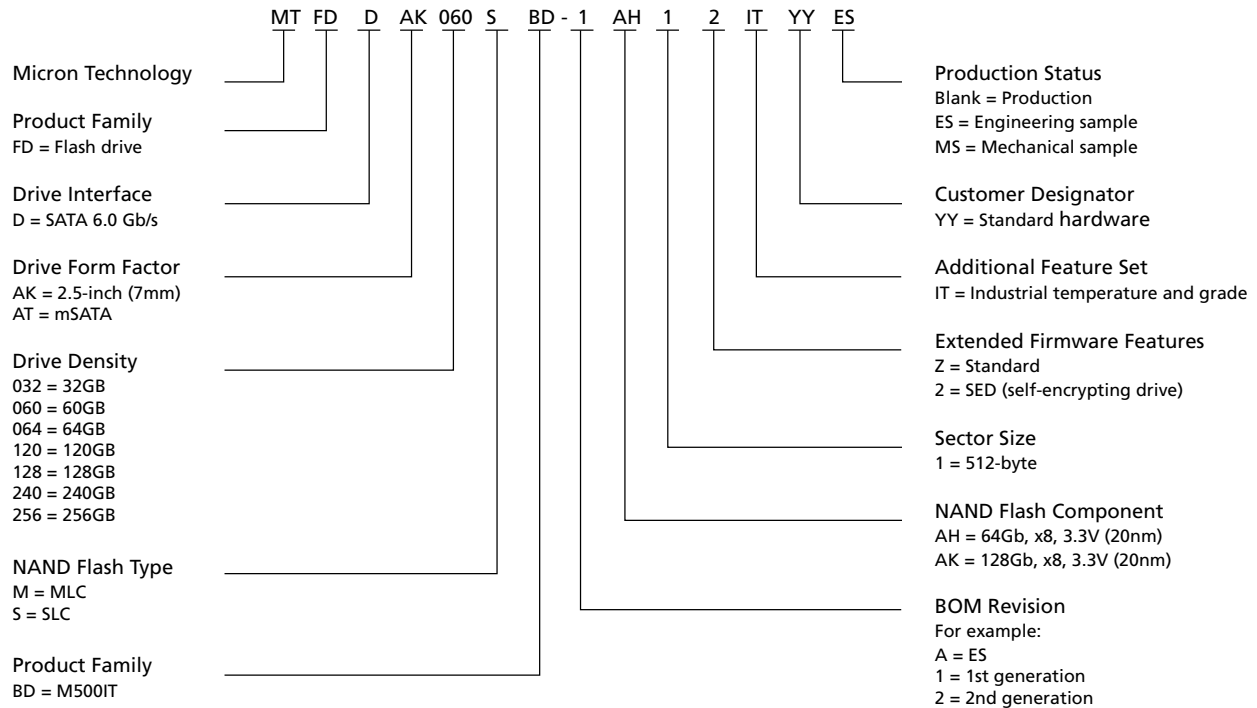 MT FD D AK 060 S BD - 1 AH 1 2 IT YY ES
Micron Technology
Product Family
FD = Flash drive
Drive Interface
D = SATA 6.0 Gb/s
Drive Form Factor
AK = 2.5-inch (7mm)
AT = mSATA
Drive Density
032 = 32GB
060 = 60GB
064 = 64GB
120 = 120GB
128 = 128GB
240 = 240GB
256 = 256GB
NAND Flash Type
M = MLC
S = SLC
Product Family
BD = M500IT
Production Status
Blank = Production
ES = Engineering sample
MS = Mechanical sample
Customer Designator
YY = Standard hardware
Additional Feature Set
IT = Industrial temperature and grade
Extended Firmware Features
Z = Standard
2 = SED (self-encrypting drive)
Sector Size
1 = 512-byte
NAND Flash Component
AH = 64Gb, x8, 3.3V (20nm)
AK = 128Gb, x8, 3.3V (20nm)
BOM Revision
For example:
A = ES
1 = 1st generation
2 = 2nd generation